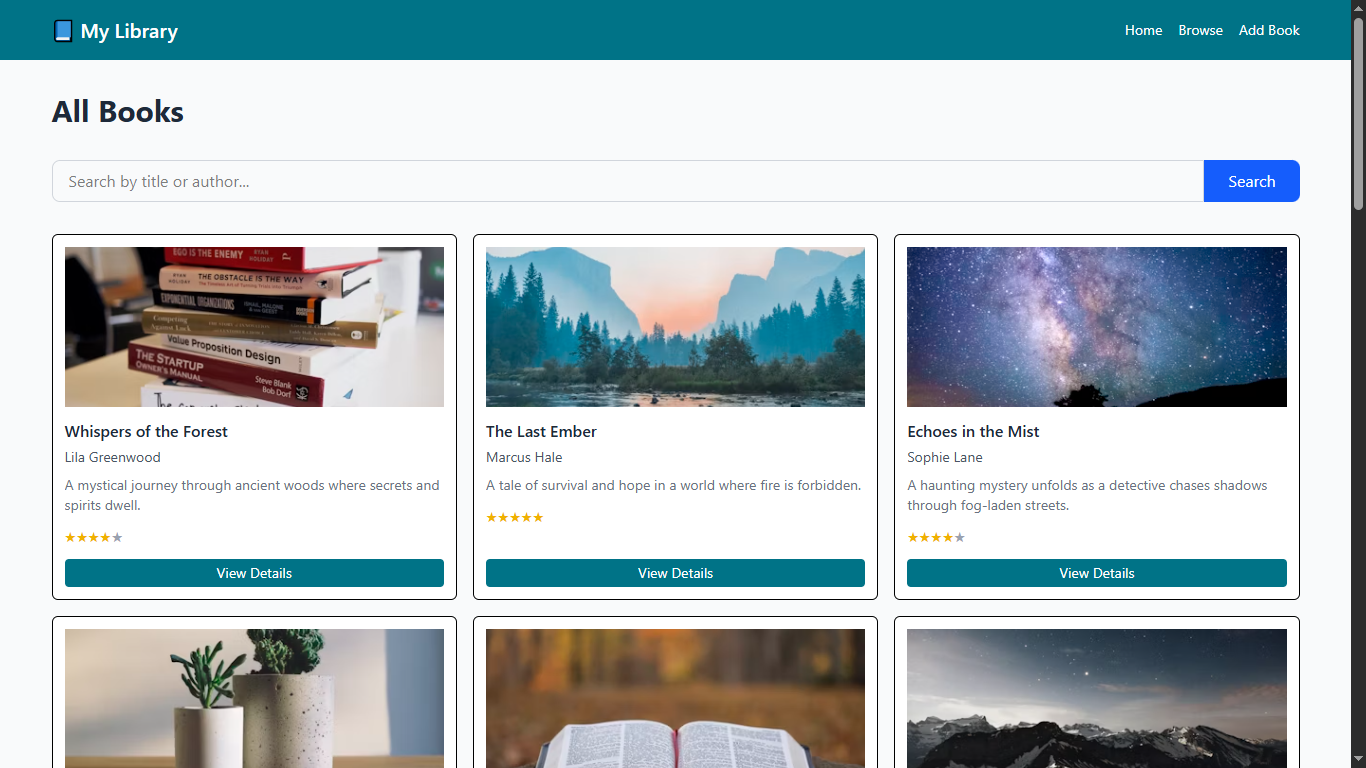 My Library
Home Browse Add Book
All Books
Search by title or author...
Search
EGO IS THE ENEMY RYAN HOLIDAY
RYAN HOLIDAY THE OBSTACLE IS THE WAY
EXPONENTIAL ORGANIZATIONS ISMAIL, MALONE
Competing
Against Luck
Value Proposition Design
THE STARTUP
OWNER'S MANUAL
Steve Blank
Bob Dorf
Whispers of the Forest
Lila Greenwood
A mystical journey through ancient woods where secrets and
spirits dwell.
★★★★★
View Details
The Last Ember
Marcus Hale
A tale of survival and hope in a world where fire is forbidden.
★★★★★
View Details
Echoes in the Mist
Sophie Lane
A haunting mystery unfolds as a detective chases shadows
through fog-laden streets.
★★★★★
View Details